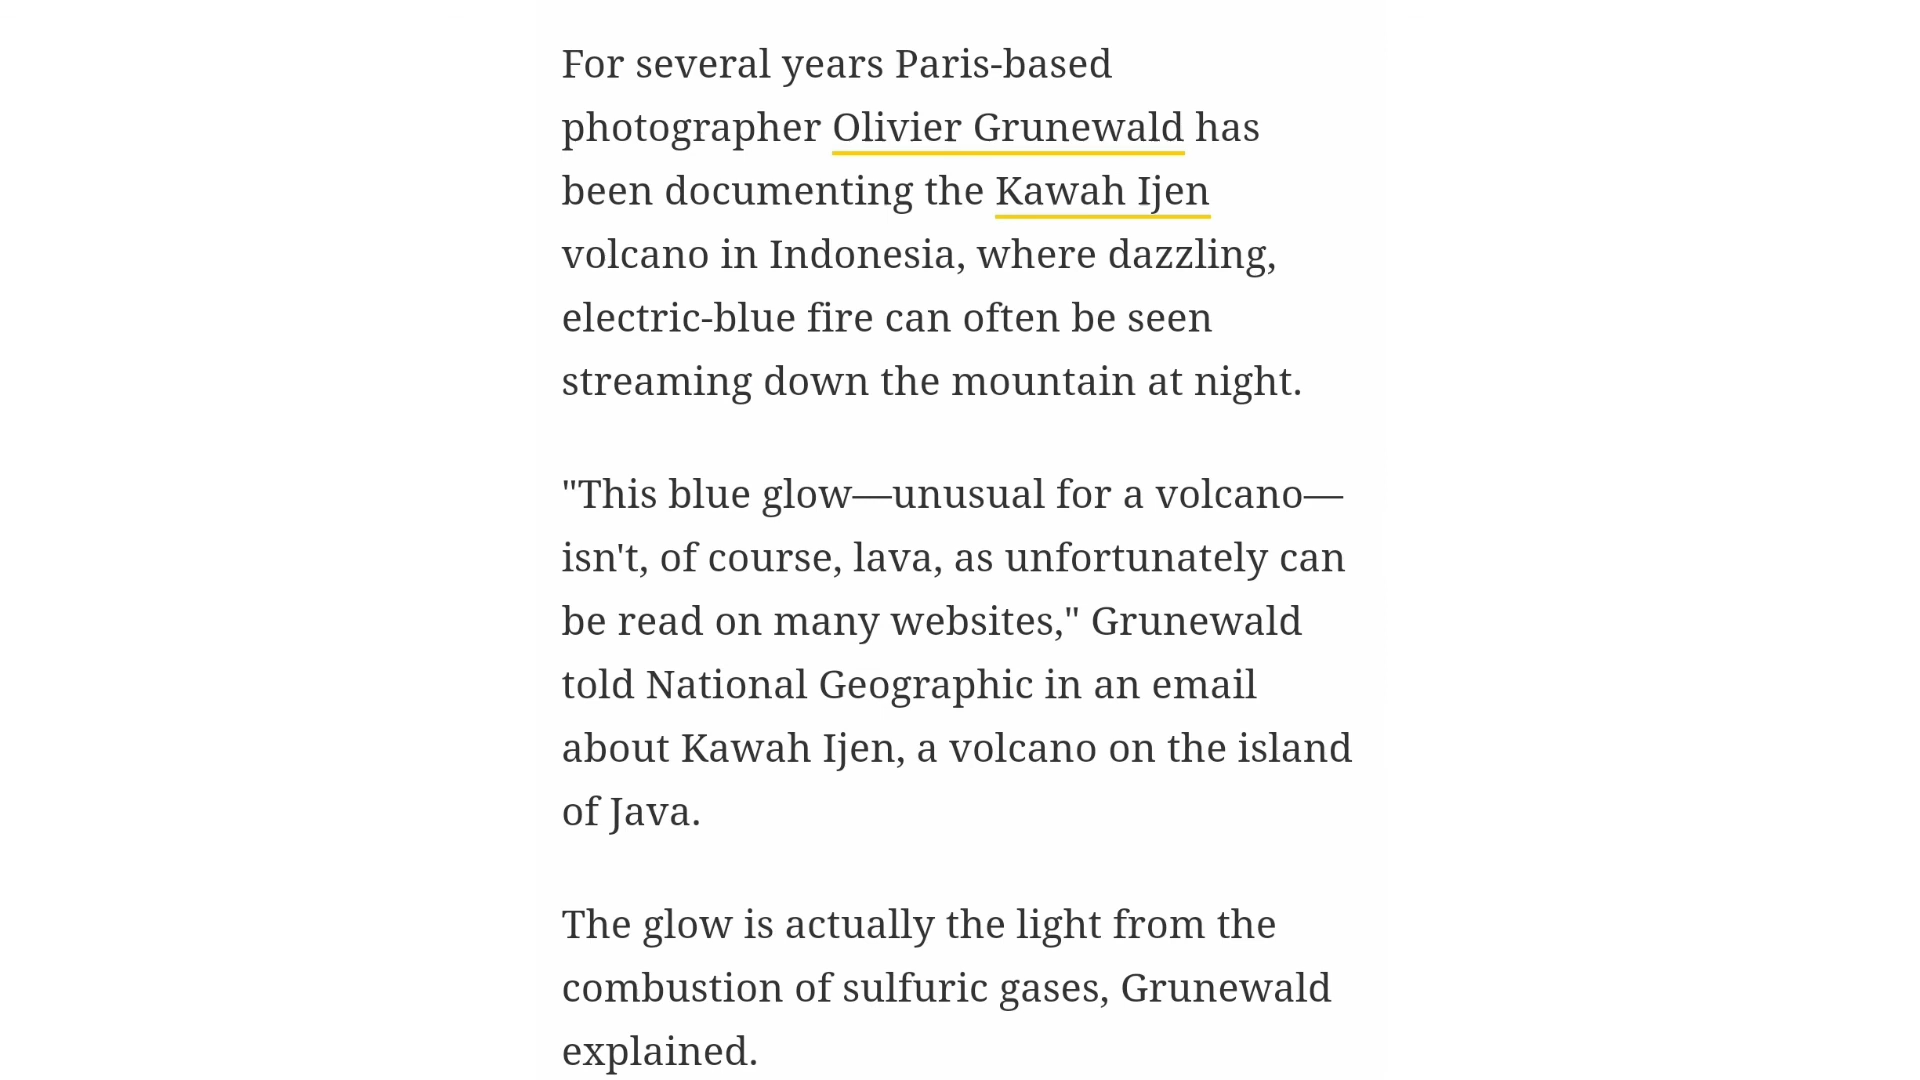 For several years Paris-based
photographer Olivier Grunewald has
been documenting the Kawah Ijen
volcano in Indonesia, where dazzling,
electric-blue fire can often be seen
streaming down the mountain at night.
"This blue glow—unusual for a volcano—
isn't, of course, lava, as unfortunately can
be read on many websites," Grunewald
told National Geographic in an email
about Kawah Ijen, a volcano on the island
of Java.
The glow is actually the light from the
combustion of sulfuric gases, Grunewald
explained.